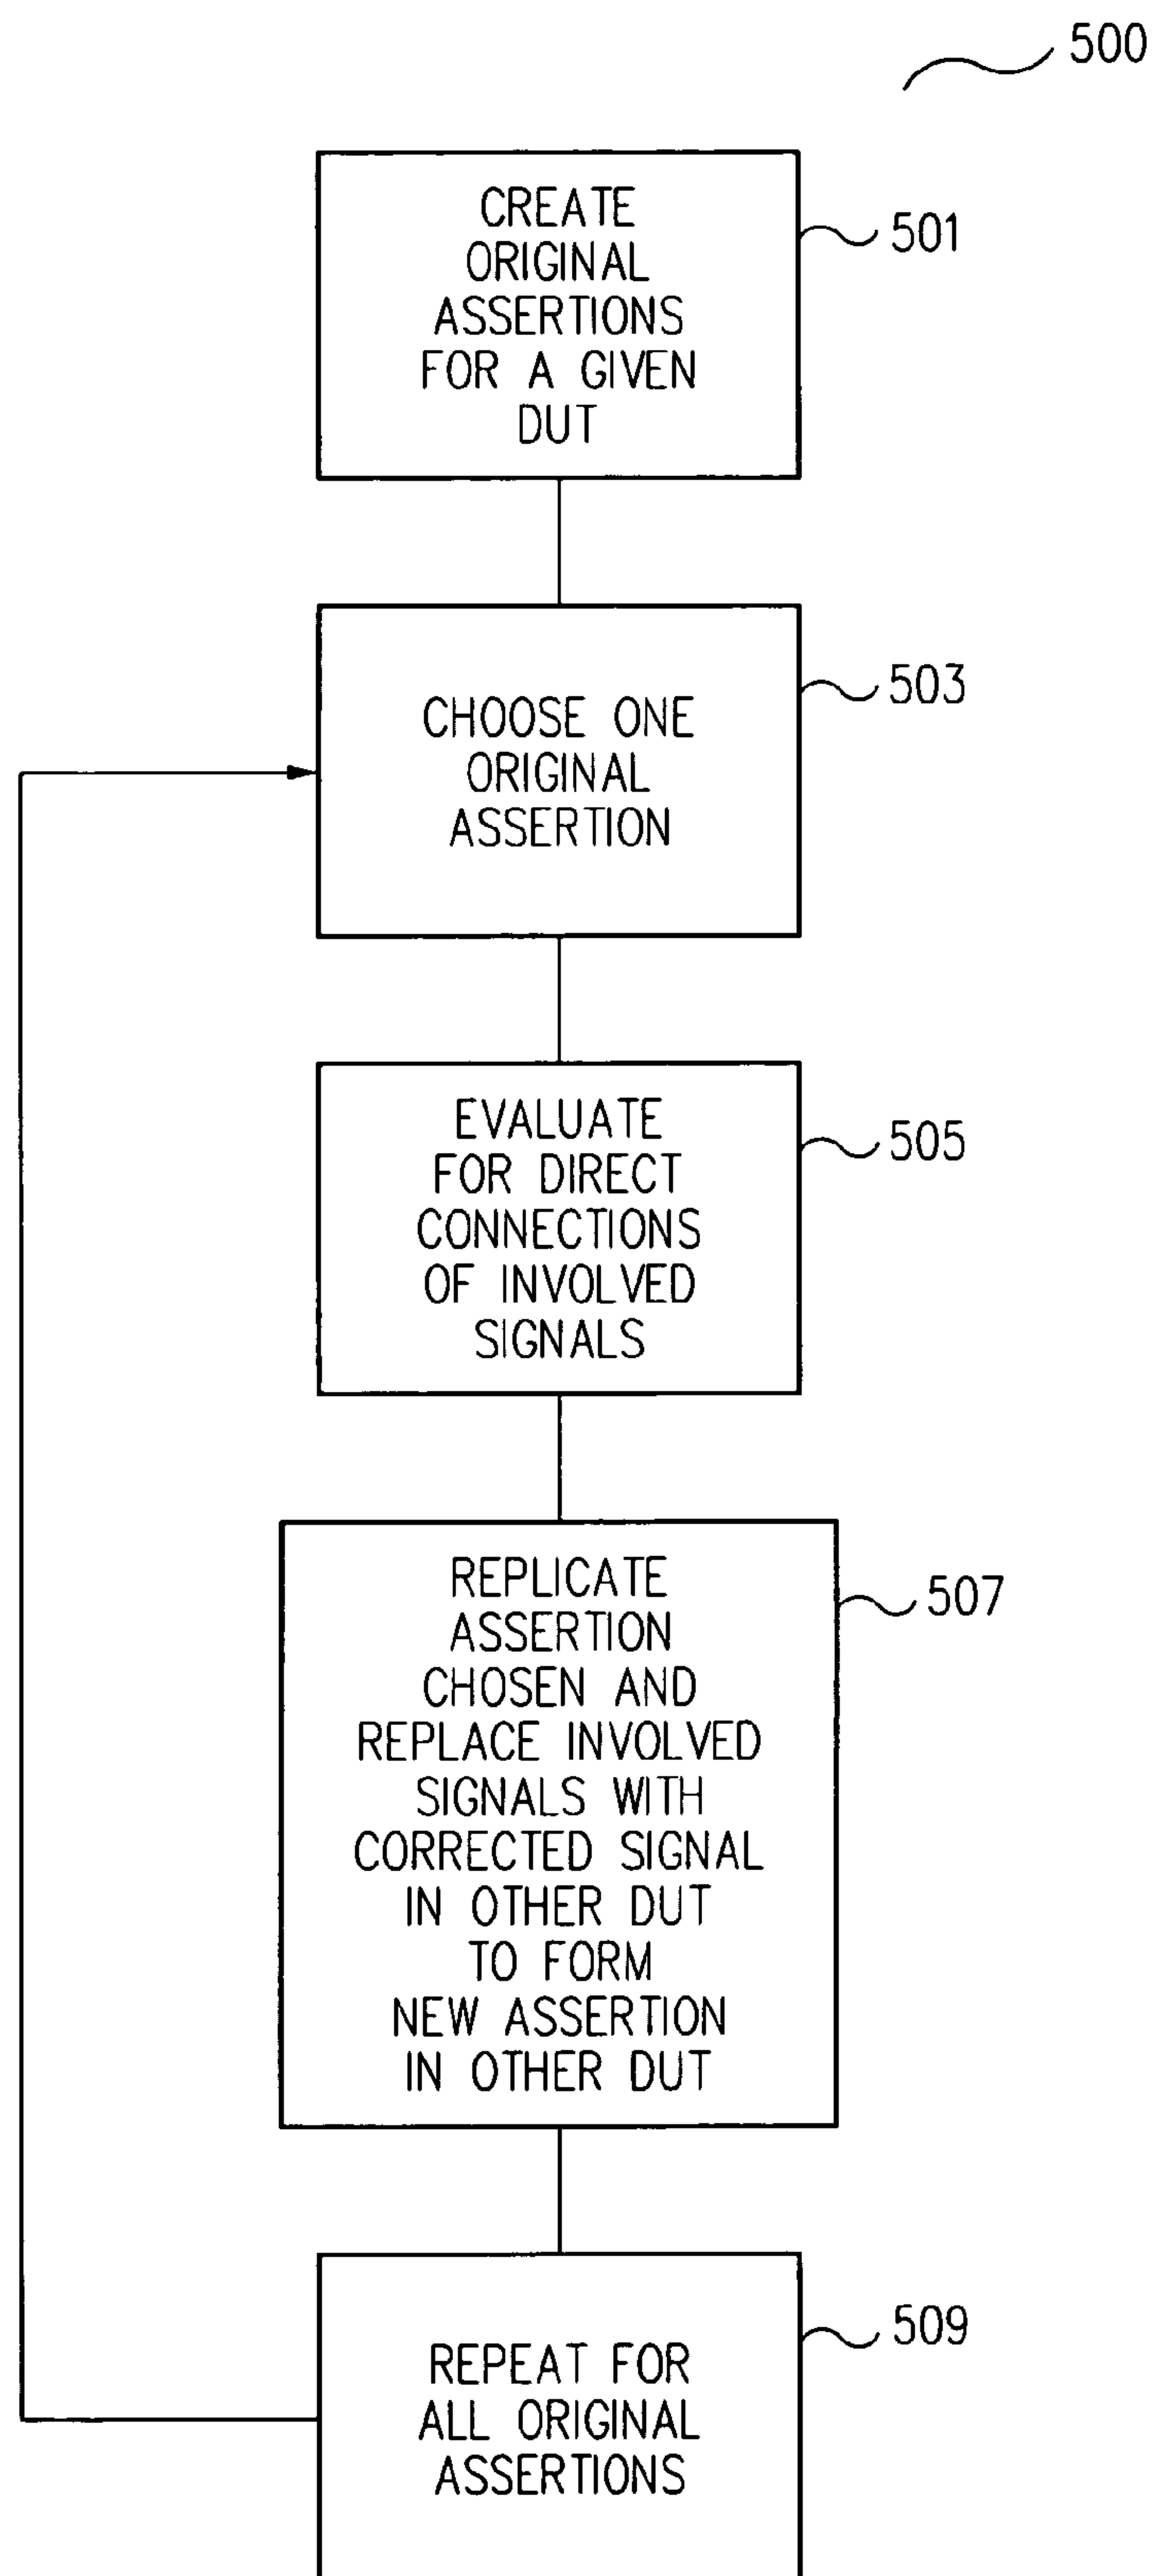 500
CREATE
ORIGINAL
ASSERTIONS
FOR A GIVEN
DUT
501
CHOOSE ONE
ORIGINAL
ASSERTION
503
EVALUATE
FOR DIRECT
CONNECTIONS
OF INVOLVED
SIGNALS
505
REPLICATE
ASSERTION
CHOSEN AND
REPLACE INVOLVED
SIGNALS WITH
CORRECTED SIGNAL
IN OTHER DUT
TO FORM
NEW ASSERTION
IN OTHER DUT
507
REPEAT FOR
ALL ORIGINAL
ASSERTIONS
509